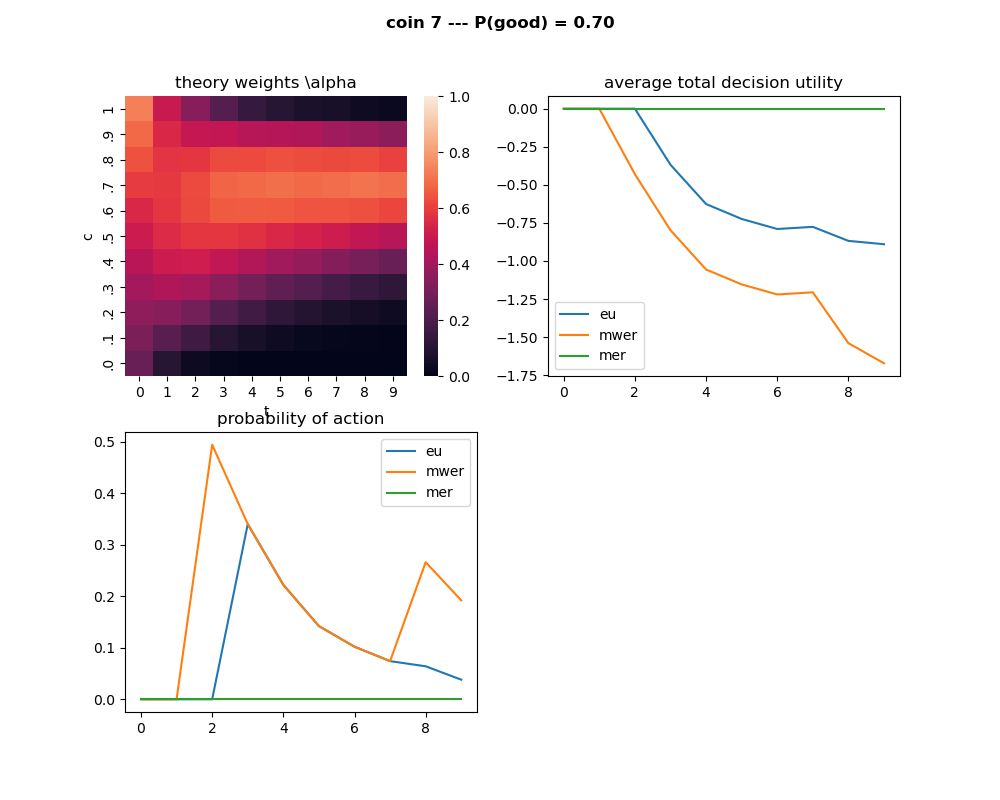 coin 7 --- P(good) = 0.70
theory weights \alpha
c
1
.9
.8
.7
.6
.5
.4
.3
.2
.1
.0
0 1 2 3 4 5 6 7 8 9
t
1.0
0.8
0.6
0.4
0.2
0.0
average total decision utility
0.00
−0.25
−0.50
−0.75
−1.00
−1.25
−1.50
−1.75
eu
mwer
mer
0 2 4 6 8
probability of action
0.5
0.4
0.3
0.2
0.1
0.0
eu
mwer
mer
0 2 4 6 8